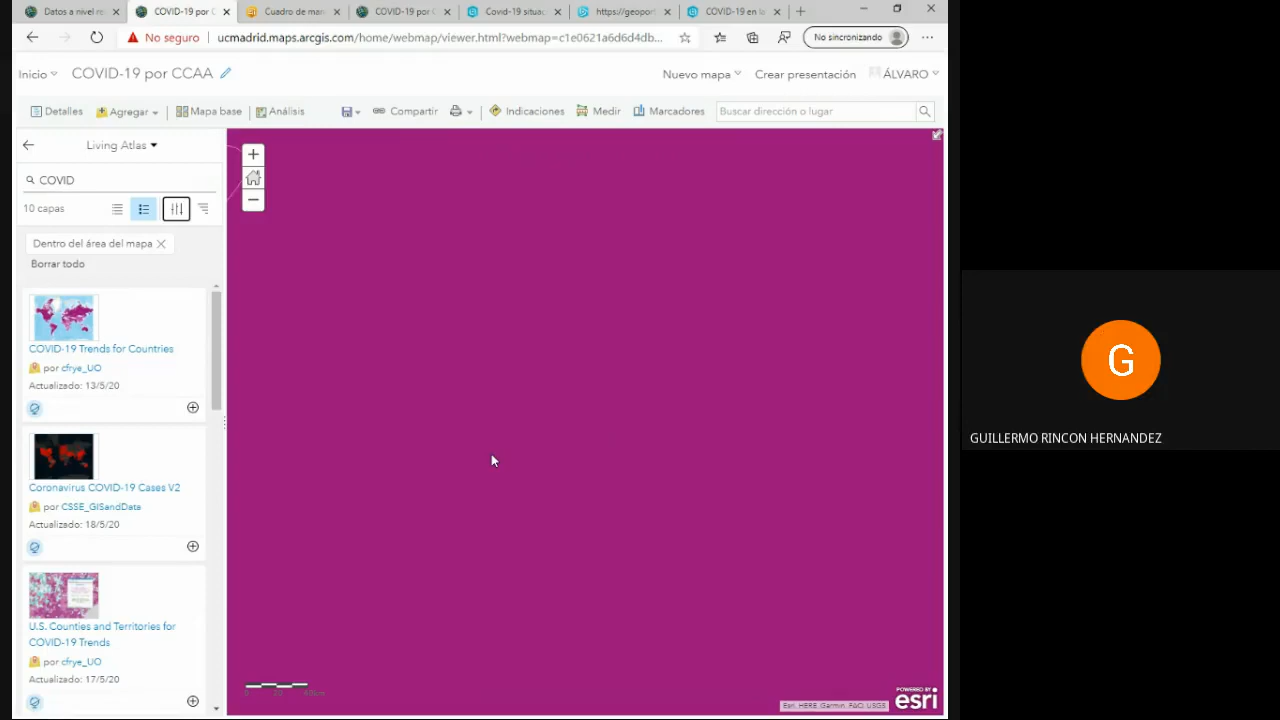 Datos a nivel re
COVID-19 por C
Cuadro de man
COVID-19 por C
Covid-19 situac
https://geoport
COVID-19 en la
No seguro
ucmadrid.maps.arcgis.com/home/webmap/viewer.html?webmap=c1e0621a6d6d4db...
No sincronizando
Inicio
COVID-19 por CCAA
Nuevo mapa
Crear presentación
ÁLVARO
Detalles
Agregar
Mapa base
Análisis
Compartir
Indicaciones
Medir
Marcadores
Buscar dirección o lugar
Living Atlas
COVID
10 capas
Dentro del área del mapa
Borrar todo
COVID-19 Trends for Countries
por cfrye_UO
Actualizado: 13/5/20
Coronavirus COVID-19 Cases V2
por CSSE_GISandData
Actualizado: 18/5/20
U.S. Counties and Territories for
COVID-19 Trends
por cfrye_UO
Actualizado: 17/5/20
0 20 40km
Esri, HERE, Garmin, FAO, USGS
POWERED BY
esri
G
GUILLERMO RINCON HERNANDEZ